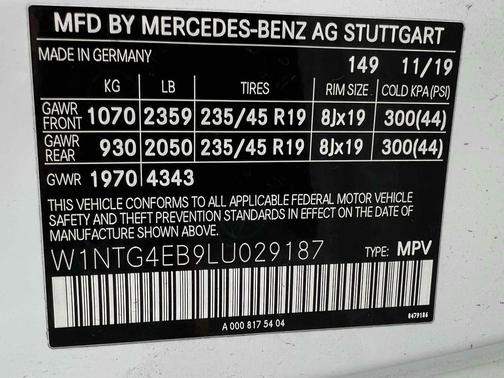 MFD BY MERCEDES-BENZ AG STUTTGART
MADE IN GERMANY 149 11/19
KG LB TIRES RIM SIZE COLD KPA(PSI)
GAWR FRONT 1070 2359 235/45 R19 8Jx19 300(44)
GAWR REAR 930 2050 235/45 R19 8Jx19 300(44)
GVWR 1970 4343
THIS VEHICLE CONFORMS TO ALL APPLICABLE FEDERAL MOTOR VEHICLE
SAFETY AND THEFT PREVENTION STANDARDS IN EFFECT ON THE DATE OF
MANUFACTURE SHOWN ABOVE.
W1NTG4EB9LU029187 TYPE: MPV
A 000 817 54 04
0479186